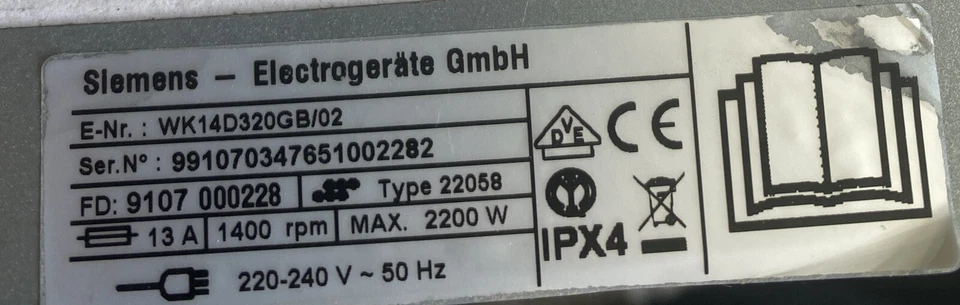 Siemens – Electrogeräte GmbH
E-Nr. : WK14D320GB/02
Ser.N° : 991070347651002282
FD: 9107 000228 Type 22058
13 A 1400 rpm MAX. 2200 W
220-240 V ~ 50 Hz
DVE CE
IPX4